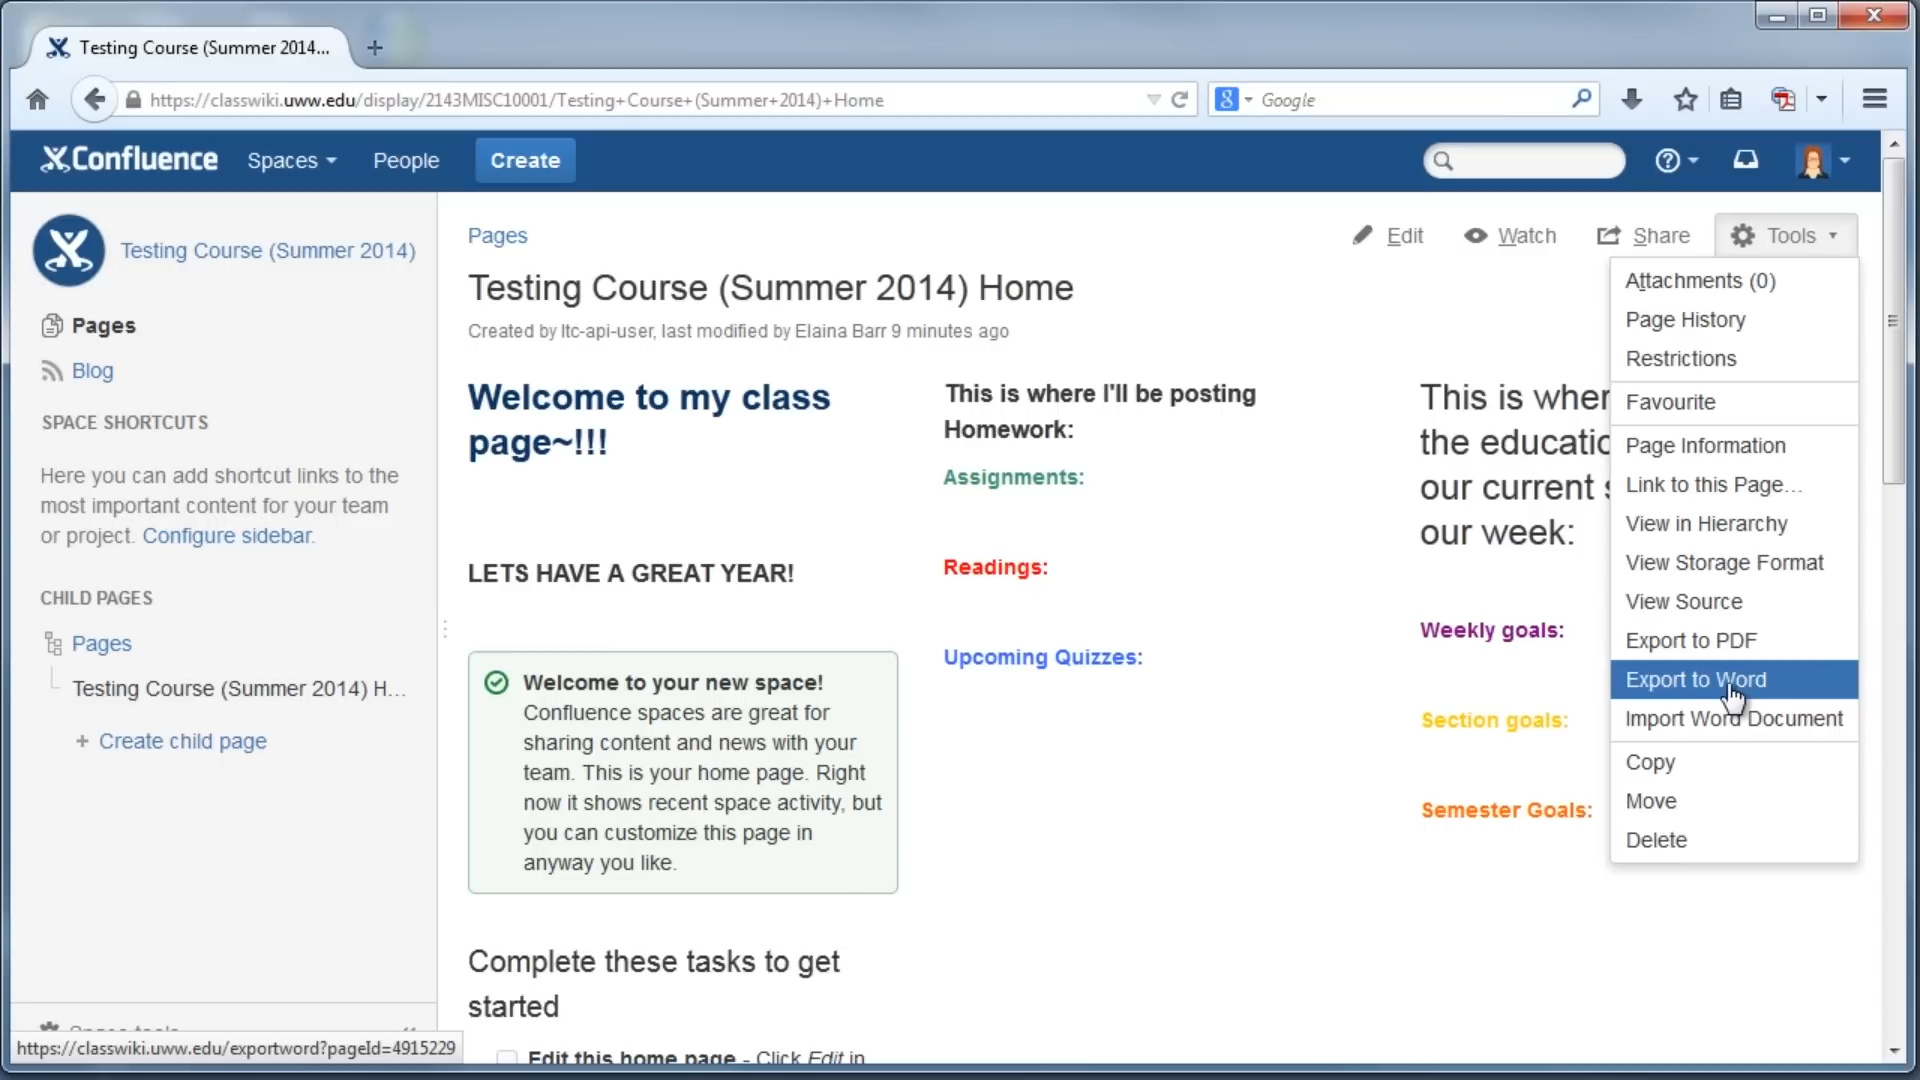 Testing Course (Summer 2014...
https://classwiki.uww.edu/display/2143MISC10001/Testing+Course+(Summer+2014)+Home
Google
Confluence
Spaces
People
Create
Testing Course (Summer 2014)
Pages
Blog
SPACE SHORTCUTS
Here you can add shortcut links to the
most important content for your team
or project. Configure sidebar.
CHILD PAGES
Pages
Testing Course (Summer 2014) H...
+ Create child page
https://classwiki.uww.edu/exportword?pageId=4915229
Pages
Edit
Watch
Share
Tools
Testing Course (Summer 2014) Home
Created by ltc-api-user, last modified by Elaina Barr 9 minutes ago
Welcome to my class
page~!!!
LETS HAVE A GREAT YEAR!
Welcome to your new space!
Confluence spaces are great for
sharing content and news with your
team. This is your home page. Right
now it shows recent space activity, but
you can customize this page in
anyway you like.
Complete these tasks to get
started
Edit this home page - Click Edit in
This is where I'll be posting
Homework:
Assignments:
Readings:
Upcoming Quizzes:
This is wher
the educatio
our current
our week:
Weekly goals:
Section goals:
Semester Goals:
Attachments (0)
Page History
Restrictions
Favourite
Page Information
Link to this Page...
View in Hierarchy
View Storage Format
View Source
Export to PDF
Export to Word
Import Word Document
Copy
Move
Delete